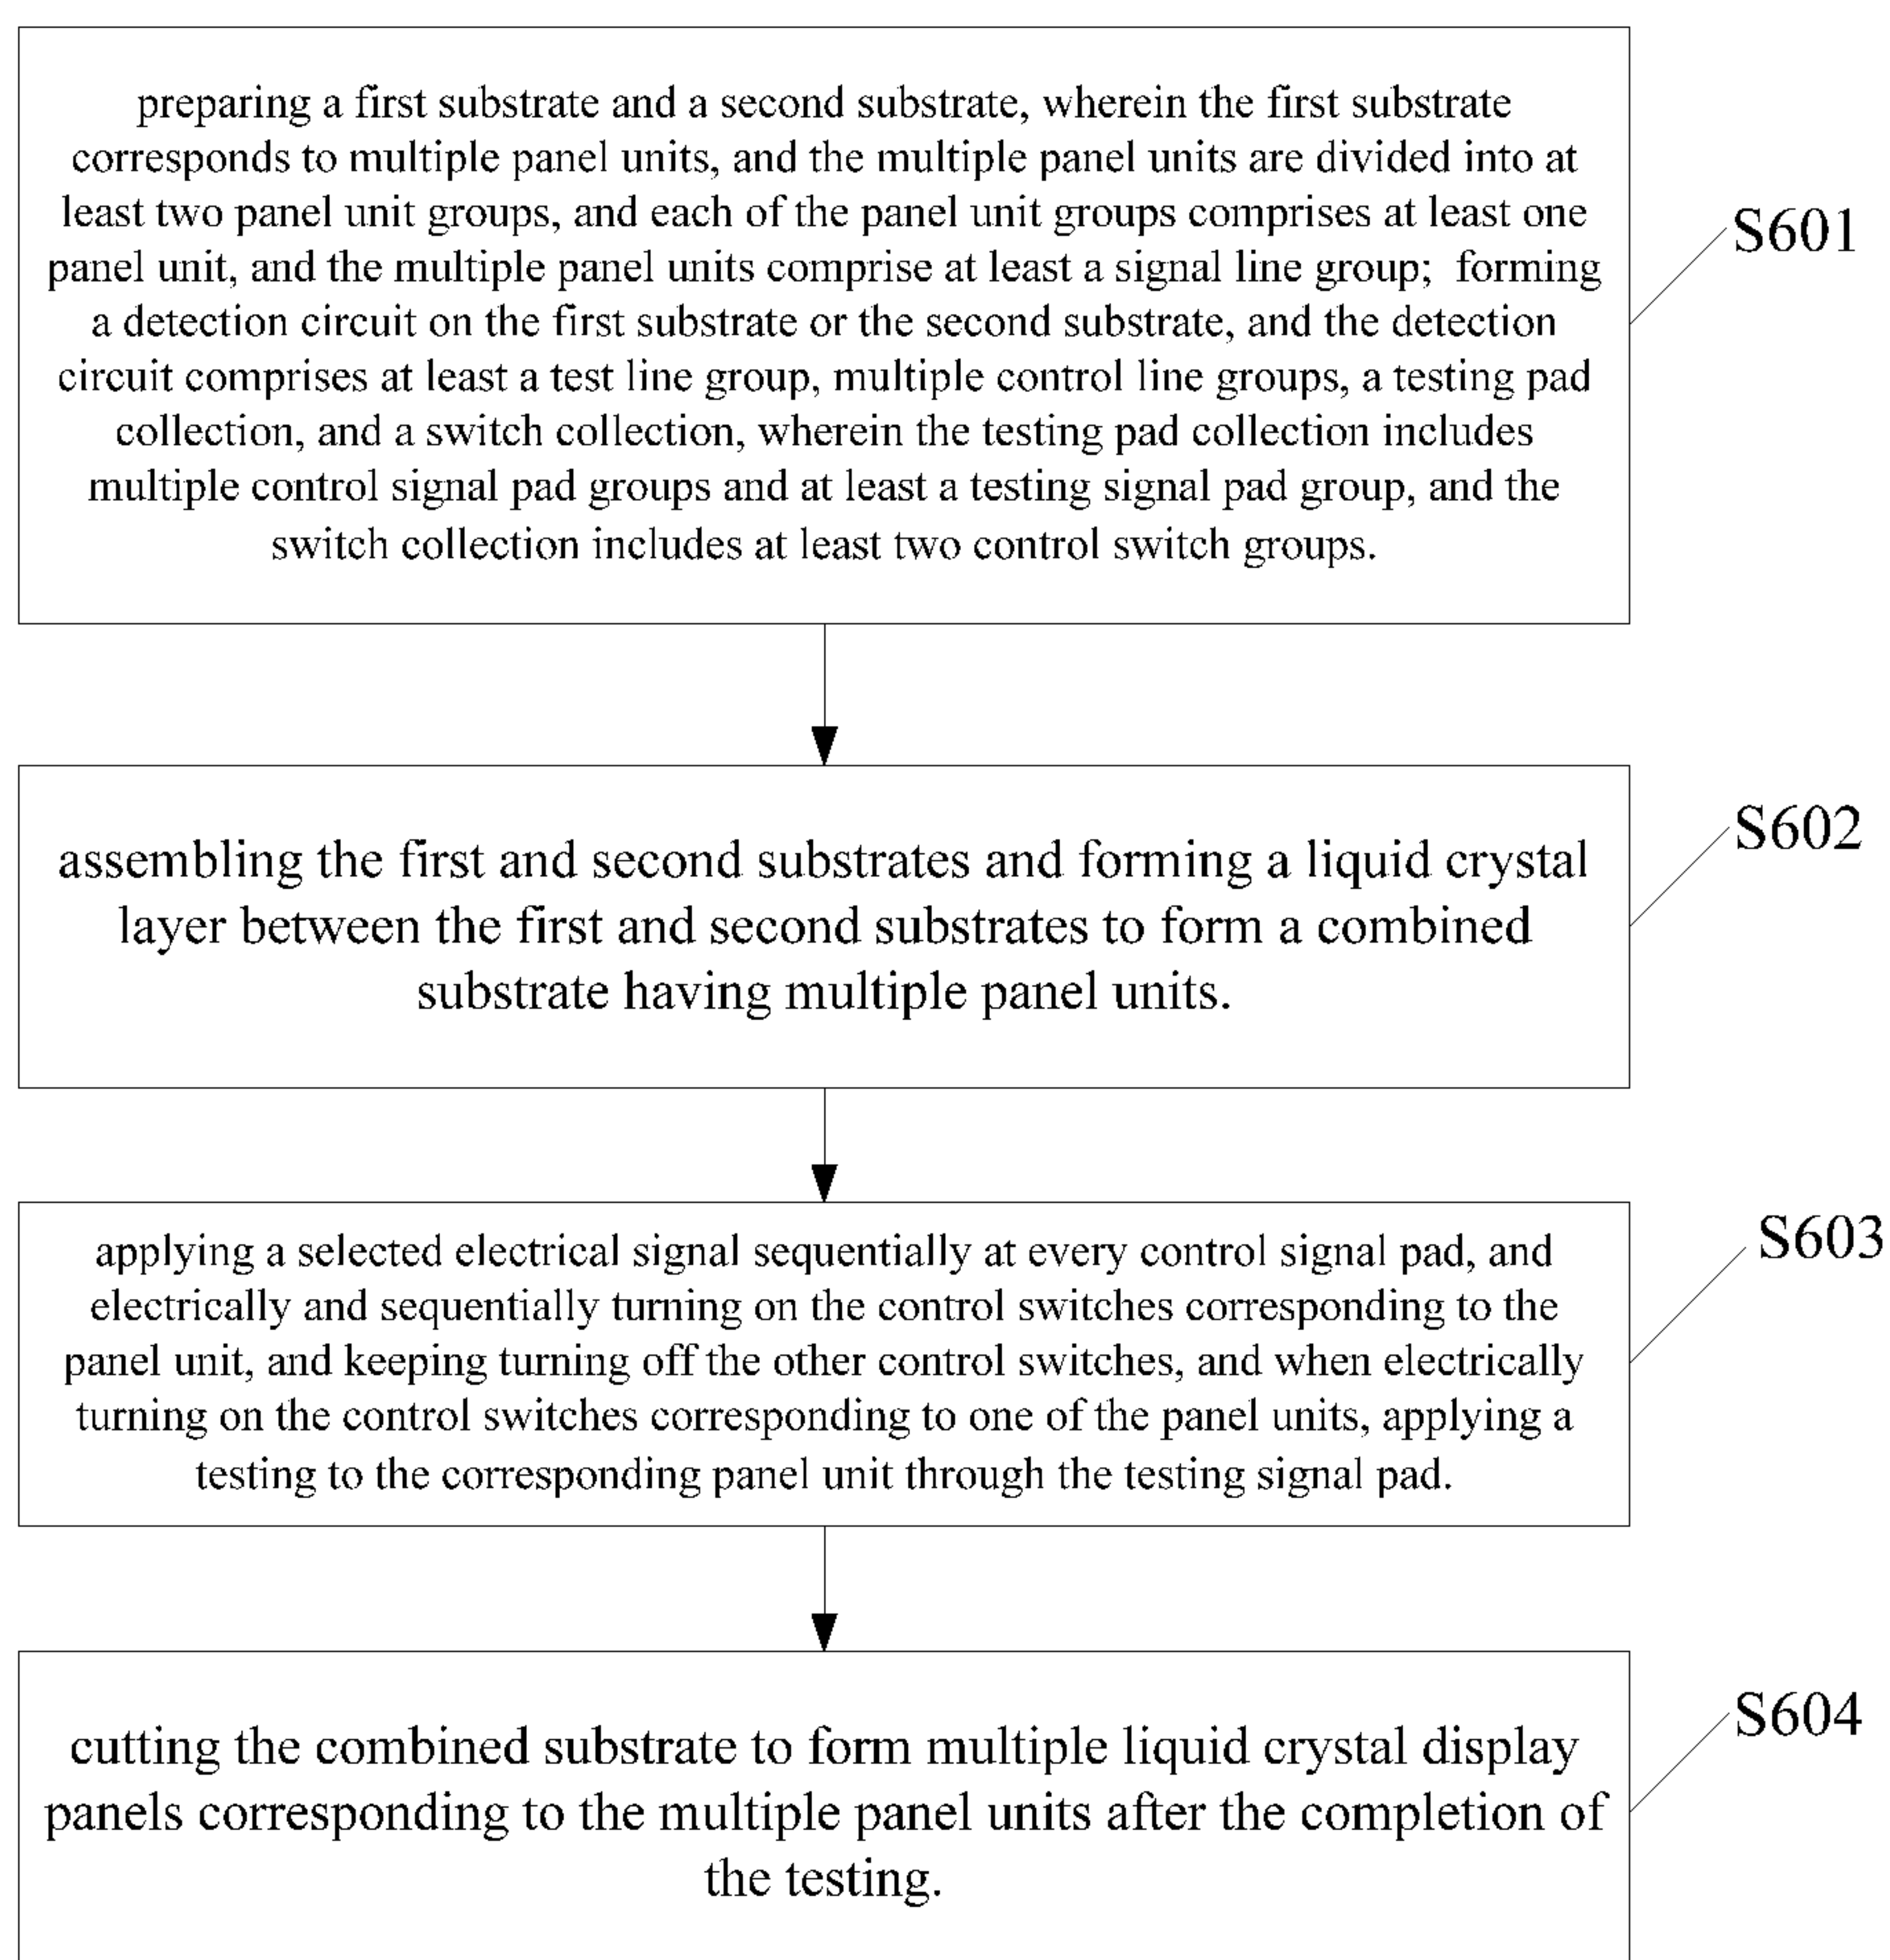 preparing a first substrate and a second substrate, wherein the first substrate
corresponds to multiple panel units, and the multiple panel units are divided into at
least two panel unit groups, and each of the panel unit groups comprises at least one
panel unit, and the multiple panel units comprise at least a signal line group; forming
a detection circuit on the first substrate or the second substrate, and the detection
circuit comprises at least a test line group, multiple control line groups, a testing pad
collection, and a switch collection, wherein the testing pad collection includes
multiple control signal pad groups and at least a testing signal pad group, and the
switch collection includes at least two control switch groups.
S601
assembling the first and second substrates and forming a liquid crystal
layer between the first and second substrates to form a combined
substrate having multiple panel units.
S602
applying a selected electrical signal sequentially at every control signal pad, and
electrically and sequentially turning on the control switches corresponding to the
panel unit, and keeping turning off the other control switches, and when electrically
turning on the control switches corresponding to one of the panel units, applying a
testing to the corresponding panel unit through the testing signal pad.
S603
cutting the combined substrate to form multiple liquid crystal display
panels corresponding to the multiple panel units after the completion of
the testing.
S604